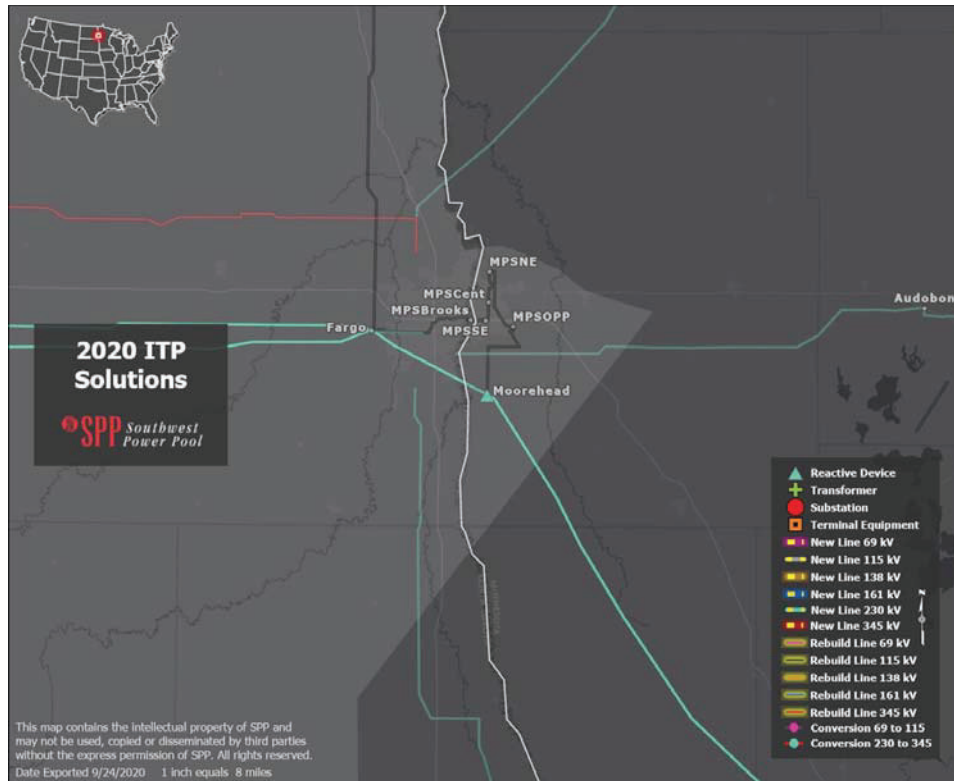 MPSNE
MPSCent
MPSBrooks
MPSSE
MPSOPP
Audobon
Fargo
Moorehead
2020 ITP
Solutions
SPP Southwest
Power Pool
Reactive Device
Transformer
Substation
Terminal Equipment
New Line 69 kV
New Line 115 kV
New Line 138 kV
New Line 161 kV
New Line 230 kV
New Line 345 kV
Rebuild Line 69 kV
Rebuild Line 115 kV
Rebuild Line 138 kV
Rebuild Line 161 kV
Rebuild Line 345 kV
Conversion 69 to 115
Conversion 230 to 345
N
This map contains the intellectual property of SPP and
may not be used, copied or disseminated by third parties
without the express permission of SPP. All rights reserved.
Date Exported 9/24/2020 1 inch equals 8 miles